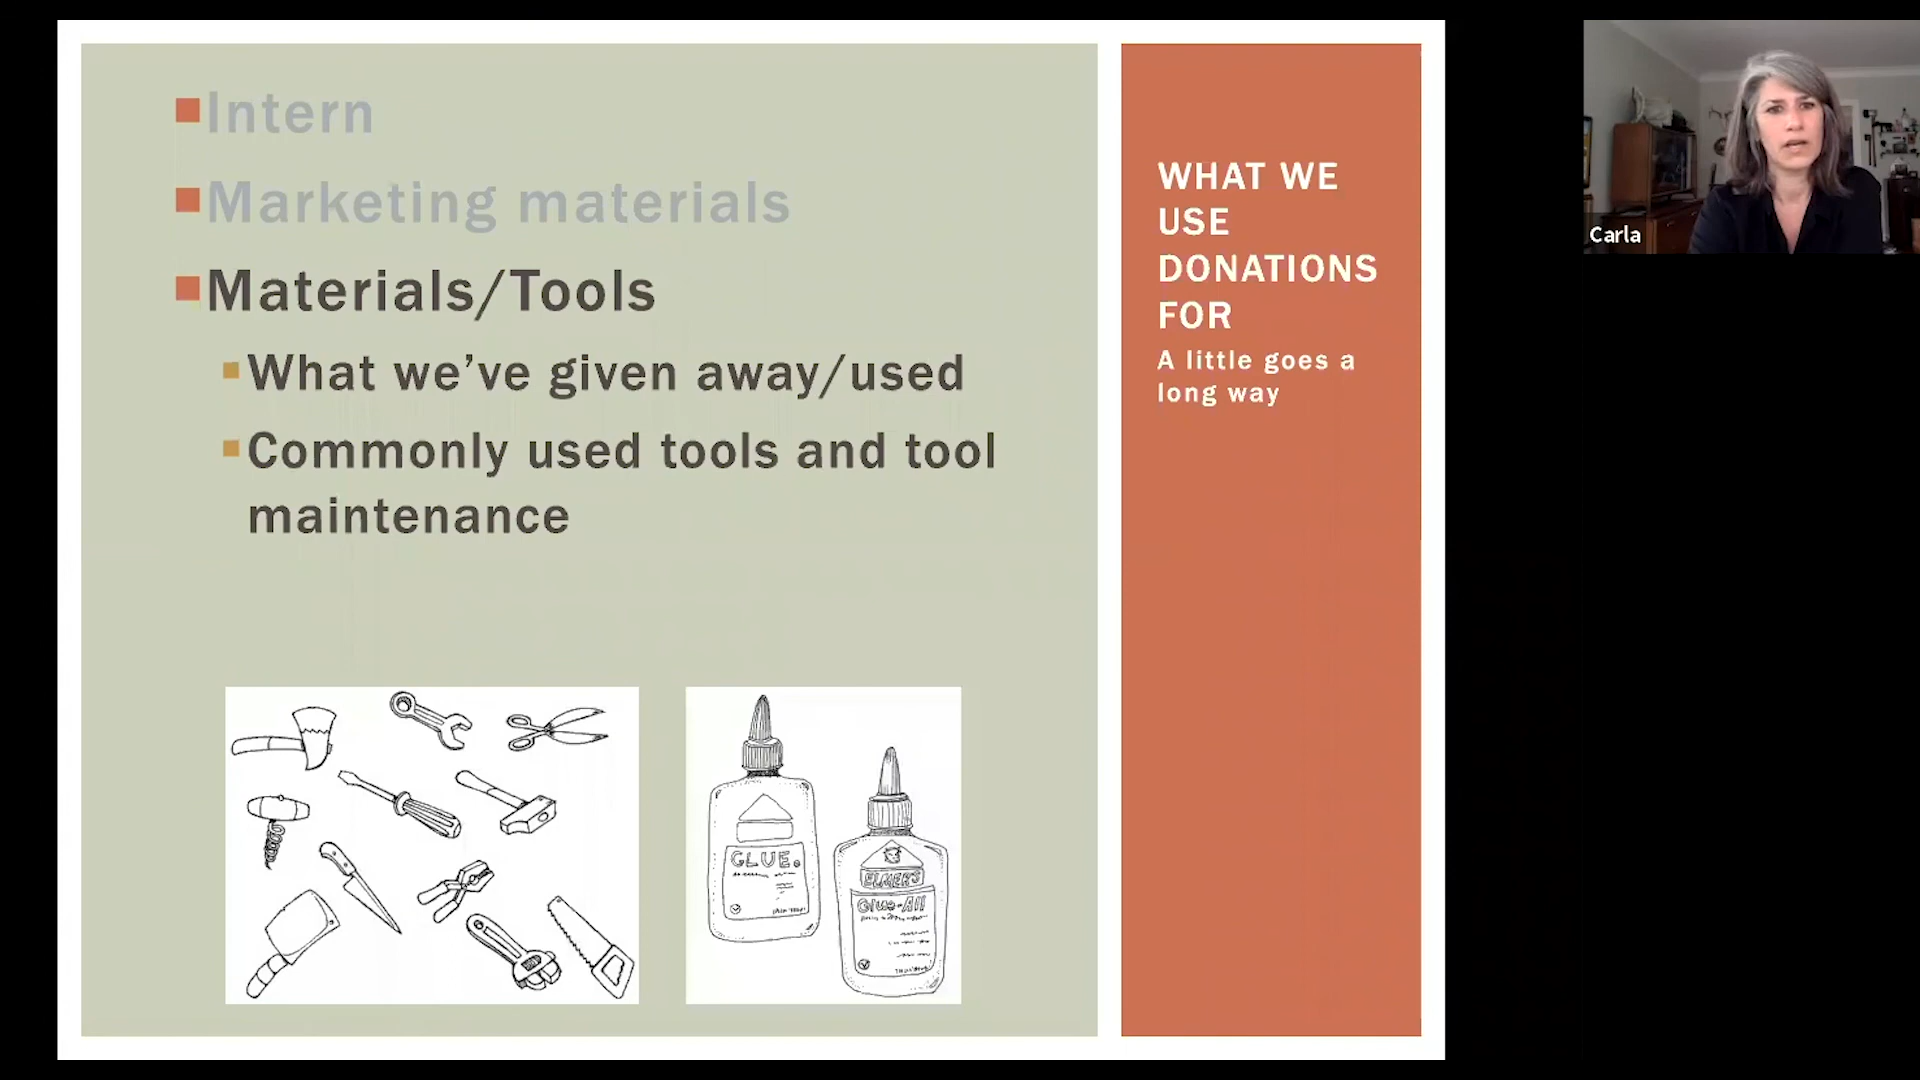 Intern
Marketing materials
Materials/Tools
What we’ve given away/used
Commonly used tools and tool
maintenance
GLUE.
ELMER'S
Glue-All
WHAT WE
USE
DONATIONS
FOR
A little goes a
long way
Carla